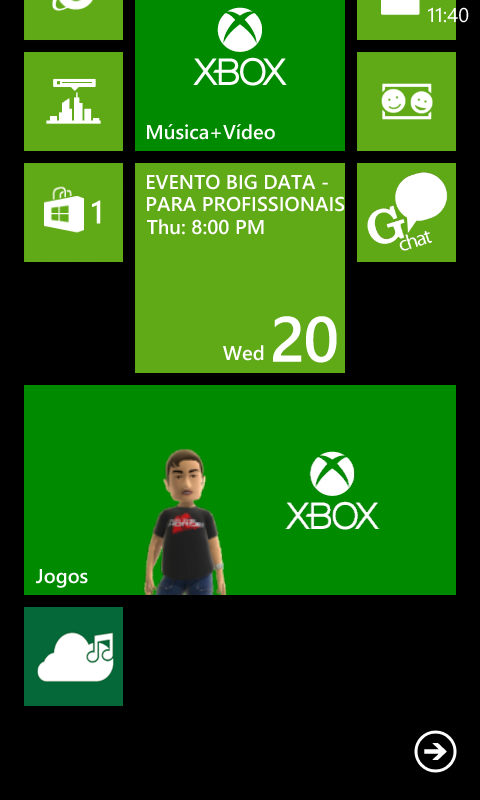 11:40
XBOX
Música+Vídeo
1
EVENTO BIG DATA -
PARA PROFISSIONAIS
Thu: 8:00 PM
Wed 20
G chat
XBOX
Jogos